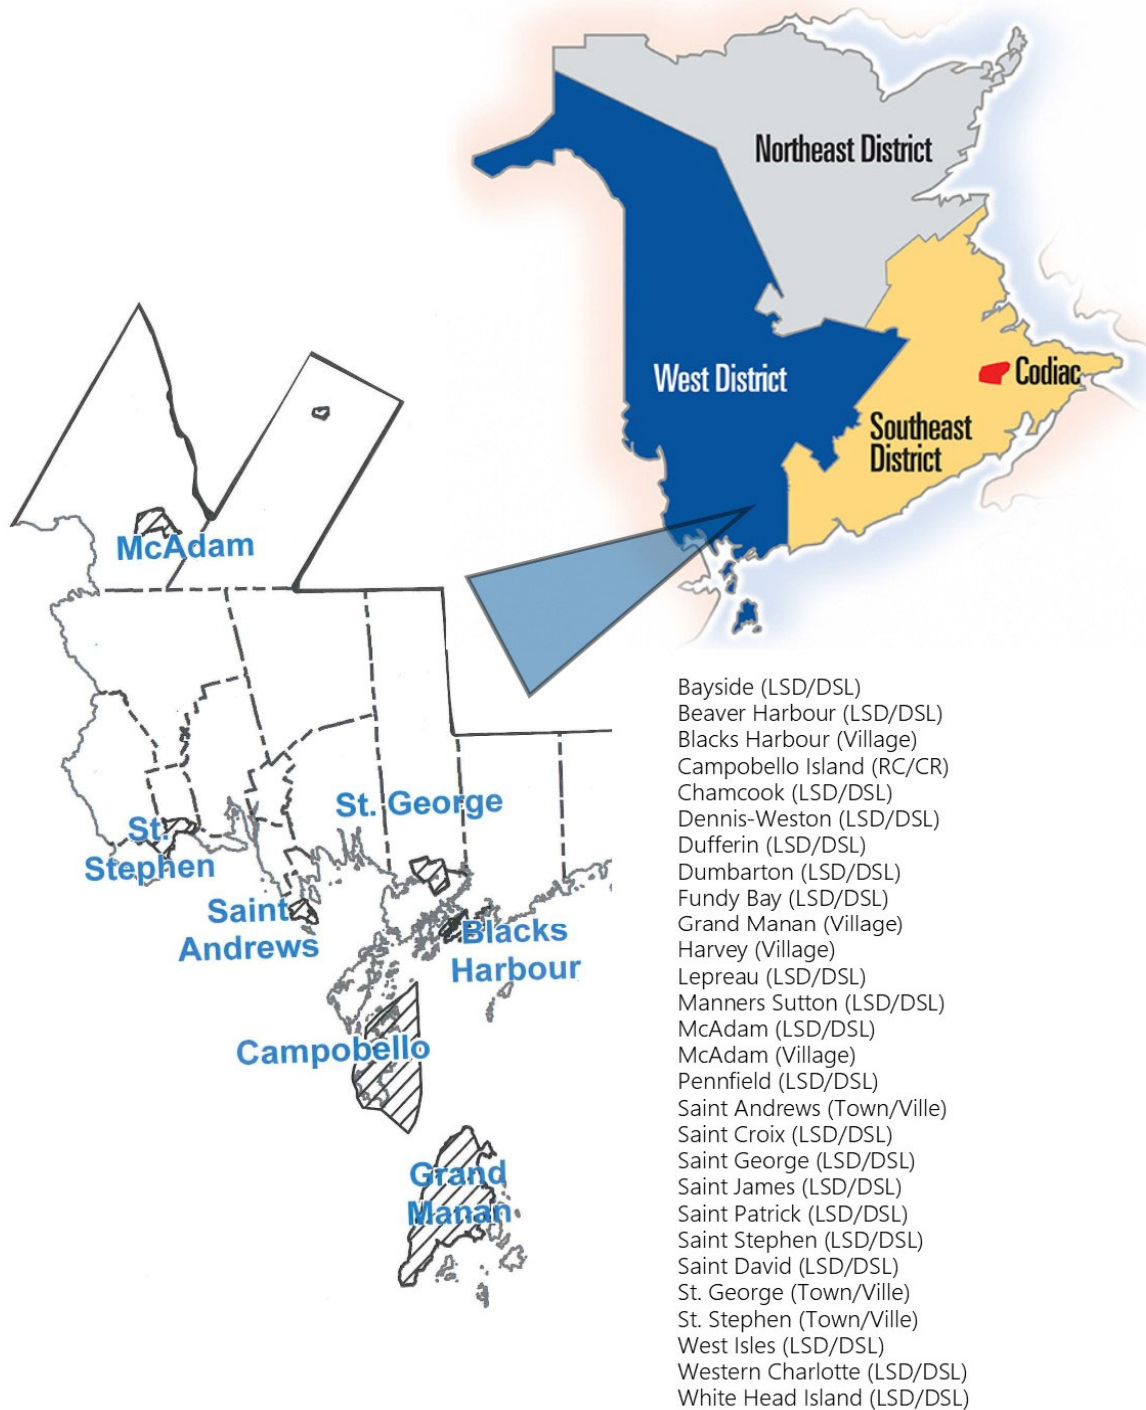 Northeast District
West District
Codiac
Southeast
District
McAdam
St. George
St.
Stephen
Saint
Andrews
Blacks
Harbour
Campobello
Grand
Manan
Bayside (LSD/DSL)
Beaver Harbour (LSD/DSL)
Blacks Harbour (Village)
Campobello Island (RC/CR)
Chamcook (LSD/DSL)
Dennis-Weston (LSD/DSL)
Dufferin (LSD/DSL)
Dumbarton (LSD/DSL)
Fundy Bay (LSD/DSL)
Grand Manan (Village)
Harvey (Village)
Lepreau (LSD/DSL)
Manners Sutton (LSD/DSL)
McAdam (LSD/DSL)
McAdam (Village)
Pennfield (LSD/DSL)
Saint Andrews (Town/Ville)
Saint Croix (LSD/DSL)
Saint George (LSD/DSL)
Saint James (LSD/DSL)
Saint Patrick (LSD/DSL)
Saint Stephen (LSD/DSL)
Saint David (LSD/DSL)
St. George (Town/Ville)
St. Stephen (Town/Ville)
West Isles (LSD/DSL)
Western Charlotte (LSD/DSL)
White Head Island (LSD/DSL)